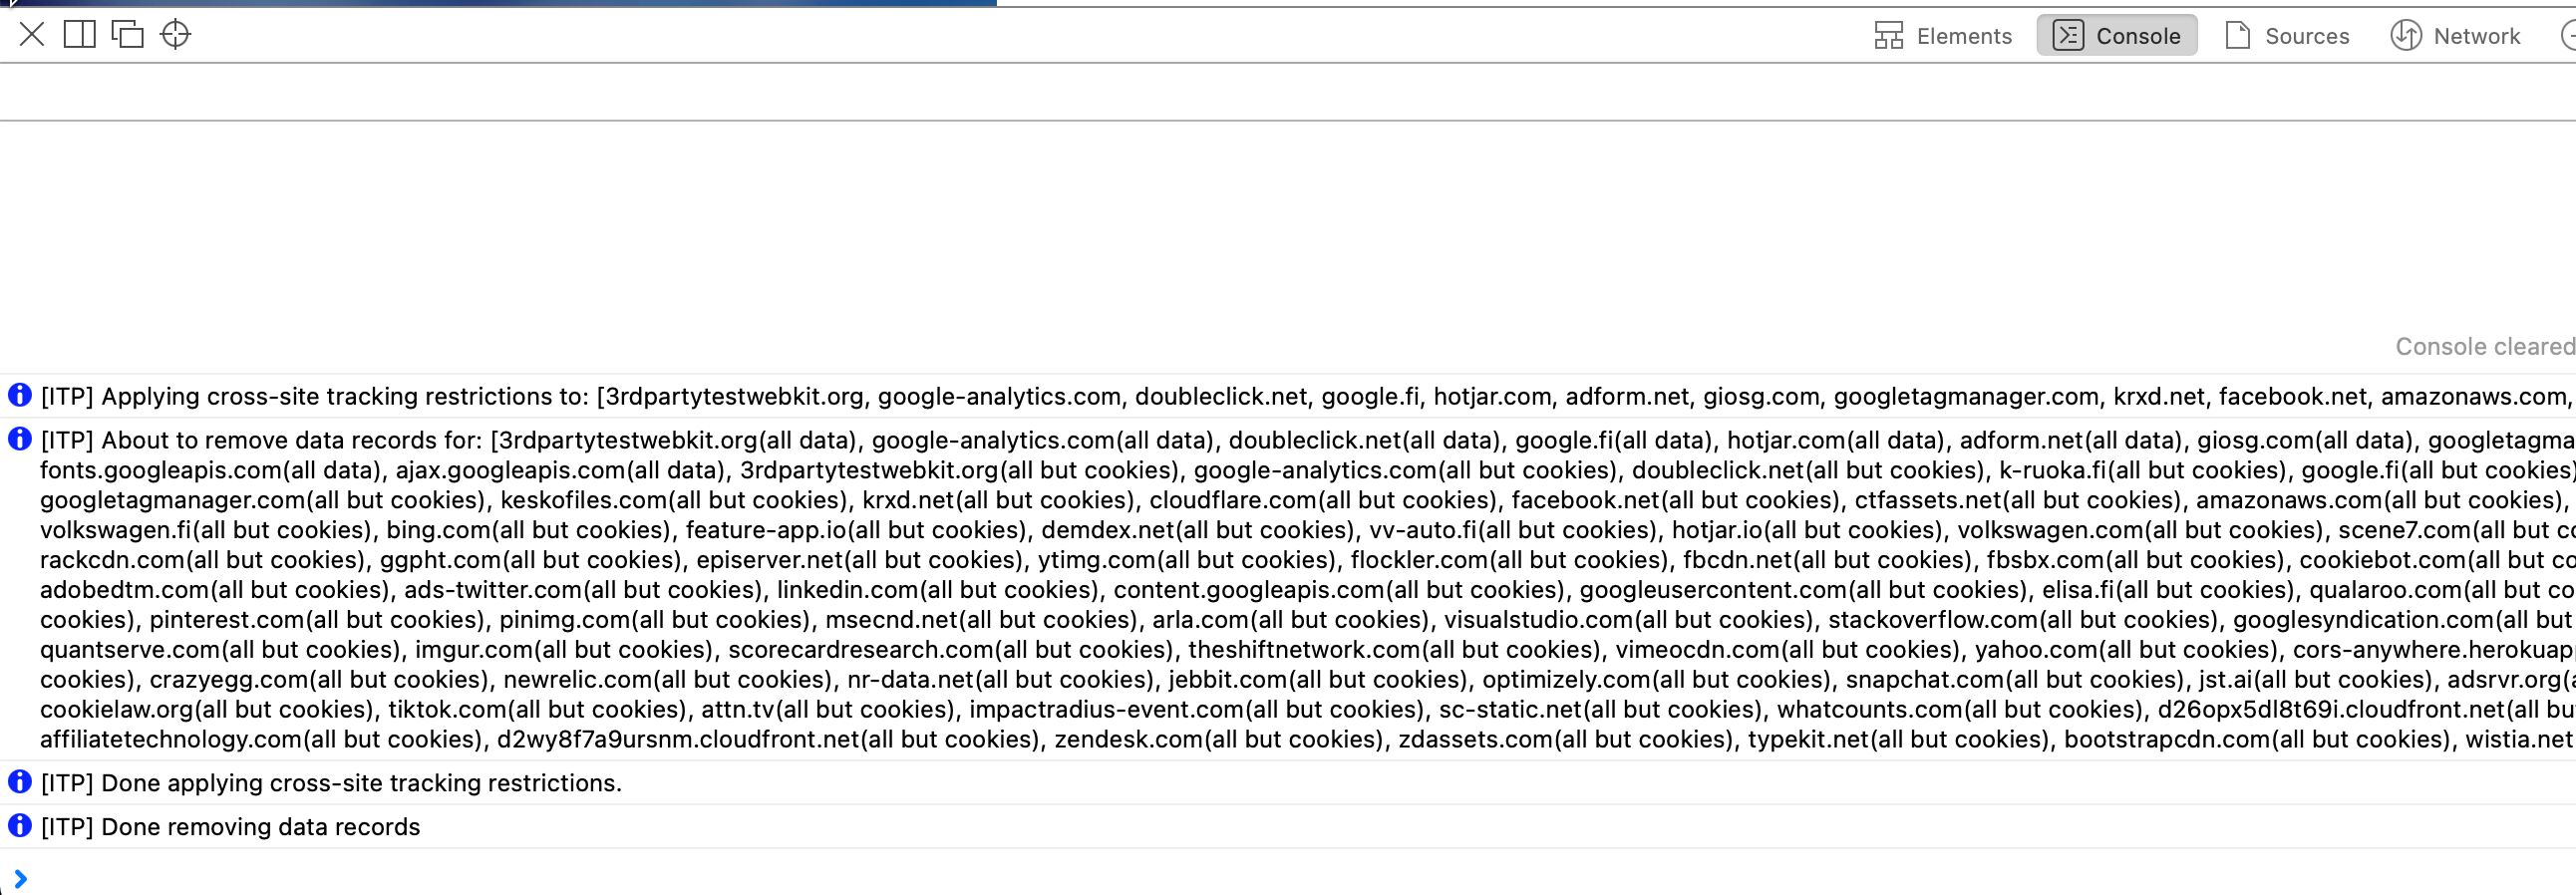 Elements Console Sources Network
Console cleared
[ITP] Applying cross-site tracking restrictions to: [3rdpartytestwebkit.org, google-analytics.com, doubleclick.net, google.fi, hotjar.com, adform.net, giosg.com, googletagmanager.com, krxd.net, facebook.net, amazonaws.com,
[ITP] About to remove data records for: [3rdpartytestwebkit.org(all data), google-analytics.com(all data), doubleclick.net(all data), google.fi(all data), hotjar.com(all data), adform.net(all data), giosg.com(all data), googletagma
fonts.googleapis.com(all data), ajax.googleapis.com(all data), 3rdpartytestwebkit.org(all but cookies), google-analytics.com(all but cookies), doubleclick.net(all but cookies), k-ruoka.fi(all but cookies), google.fi(all but cookies)
googletagmanager.com(all but cookies), keskofiles.com(all but cookies), krxd.net(all but cookies), cloudflare.com(all but cookies), facebook.net(all but cookies), ctfassets.net(all but cookies), amazonaws.com(all but cookies),
volkswagen.fi(all but cookies), bing.com(all but cookies), feature-app.io(all but cookies), demdex.net(all but cookies), vv-auto.fi(all but cookies), hotjar.io(all but cookies), volkswagen.com(all but cookies), scene7.com(all but co
rackcdn.com(all but cookies), ggpht.com(all but cookies), episerver.net(all but cookies), ytimg.com(all but cookies), flockler.com(all but cookies), fbcdn.net(all but cookies), fbsbx.com(all but cookies), cookiebot.com(all but co
adobedtm.com(all but cookies), ads-twitter.com(all but cookies), linkedin.com(all but cookies), content.googleapis.com(all but cookies), googleusercontent.com(all but cookies), elisa.fi(all but cookies), qualaroo.com(all but co
cookies), pinterest.com(all but cookies), pinimg.com(all but cookies), msecnd.net(all but cookies), arla.com(all but cookies), visualstudio.com(all but cookies), stackoverflow.com(all but cookies), googlesyndication.com(all but
quantserve.com(all but cookies), imgur.com(all but cookies), scorecardresearch.com(all but cookies), theshiftnetwork.com(all but cookies), vimeocdn.com(all but cookies), yahoo.com(all but cookies), cors-anywhere.herokuapp
cookies), crazyegg.com(all but cookies), newrelic.com(all but cookies), nr-data.net(all but cookies), jebbit.com(all but cookies), optimizely.com(all but cookies), snapchat.com(all but cookies), jst.ai(all but cookies), adsrvr.org(a
cookielaw.org(all but cookies), tiktok.com(all but cookies), attn.tv(all but cookies), impactradius-event.com(all but cookies), sc-static.net(all but cookies), whatcounts.com(all but cookies), d26opx5dl8t69i.cloudfront.net(all bu
affiliatetechnology.com(all but cookies), d2wy8f7a9ursnm.cloudfront.net(all but cookies), zendesk.com(all but cookies), zdassets.com(all but cookies), typekit.net(all but cookies), bootstrapcdn.com(all but cookies), wistia.net
[ITP] Done applying cross-site tracking restrictions.
[ITP] Done removing data records